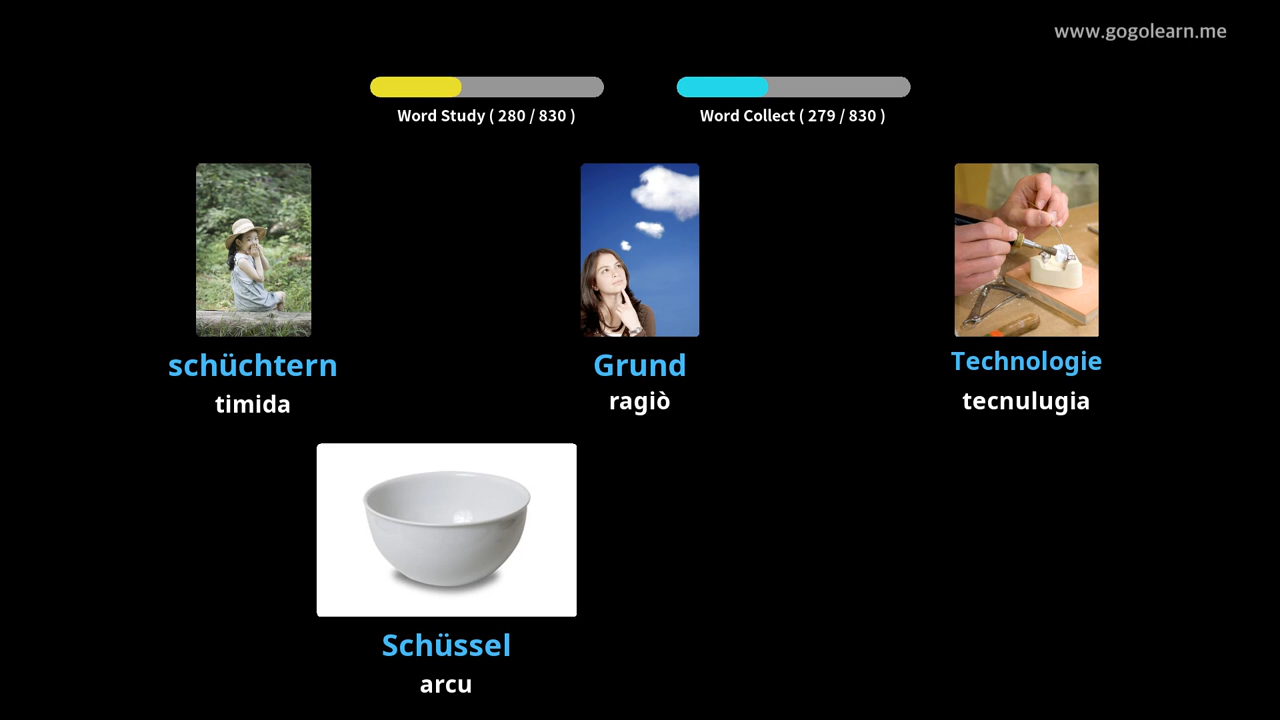 www.gogolearn.me
Word Study ( 280 / 830 )
Word Collect ( 279 / 830 )
schüchtern
timida
Grund
ragiò
Technologie
tecnulugia
Schüssel
arcu